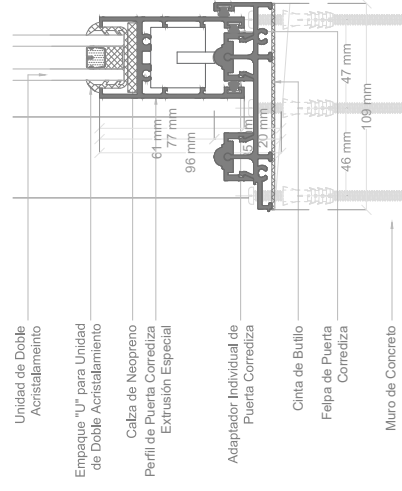 Unidad de Doble
Acristalameinto
Empaque "U" para Unidad
de Doble Acristalamiento
Calza de Neopreno
Perfil de Puerta Corrediza
Extrusión Especial
Adaptador Individual de
Puerta Corrediza
Cinta de Butilo
Felpa de Puerta
Corrediza
Muro de Concreto
61 mm
77 mm
96 mm
20 mm
47 mm
46 mm
109 mm